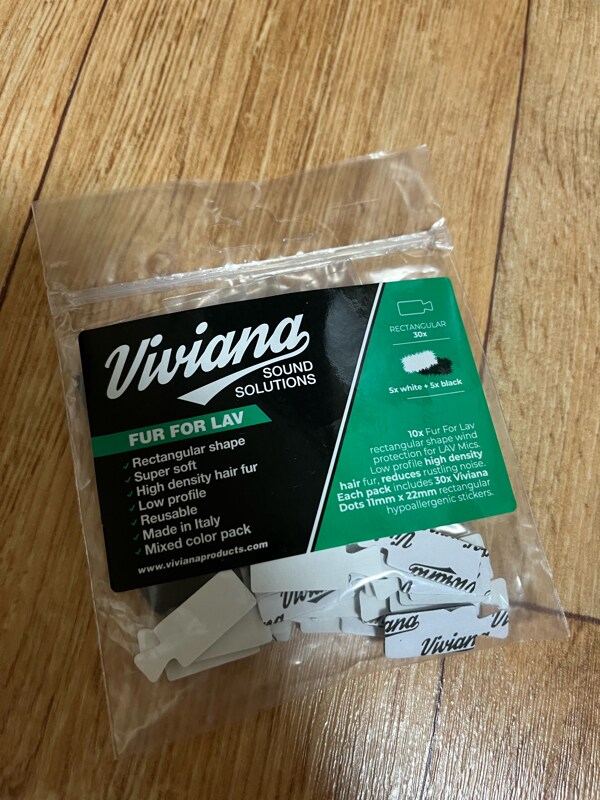 Viviana
SOUND
SOLUTIONS
FUR FOR LAV
Rectangular shape
Super soft
High density hair fur
Low profile
Reusable
Made in Italy
Mixed color pack
www.vivianaproducts.com
RECTANGULAR
30x
5x white + 5x black
10x Fur For Lav
rectangular shape wind
protection for LAV Mics.
Low profile high density
hair fur, reduces rustling noise.
Each pack includes 30x Viviana
Dots 11mm x 22mm rectangular
hypoallergenic stickers.
Viviana